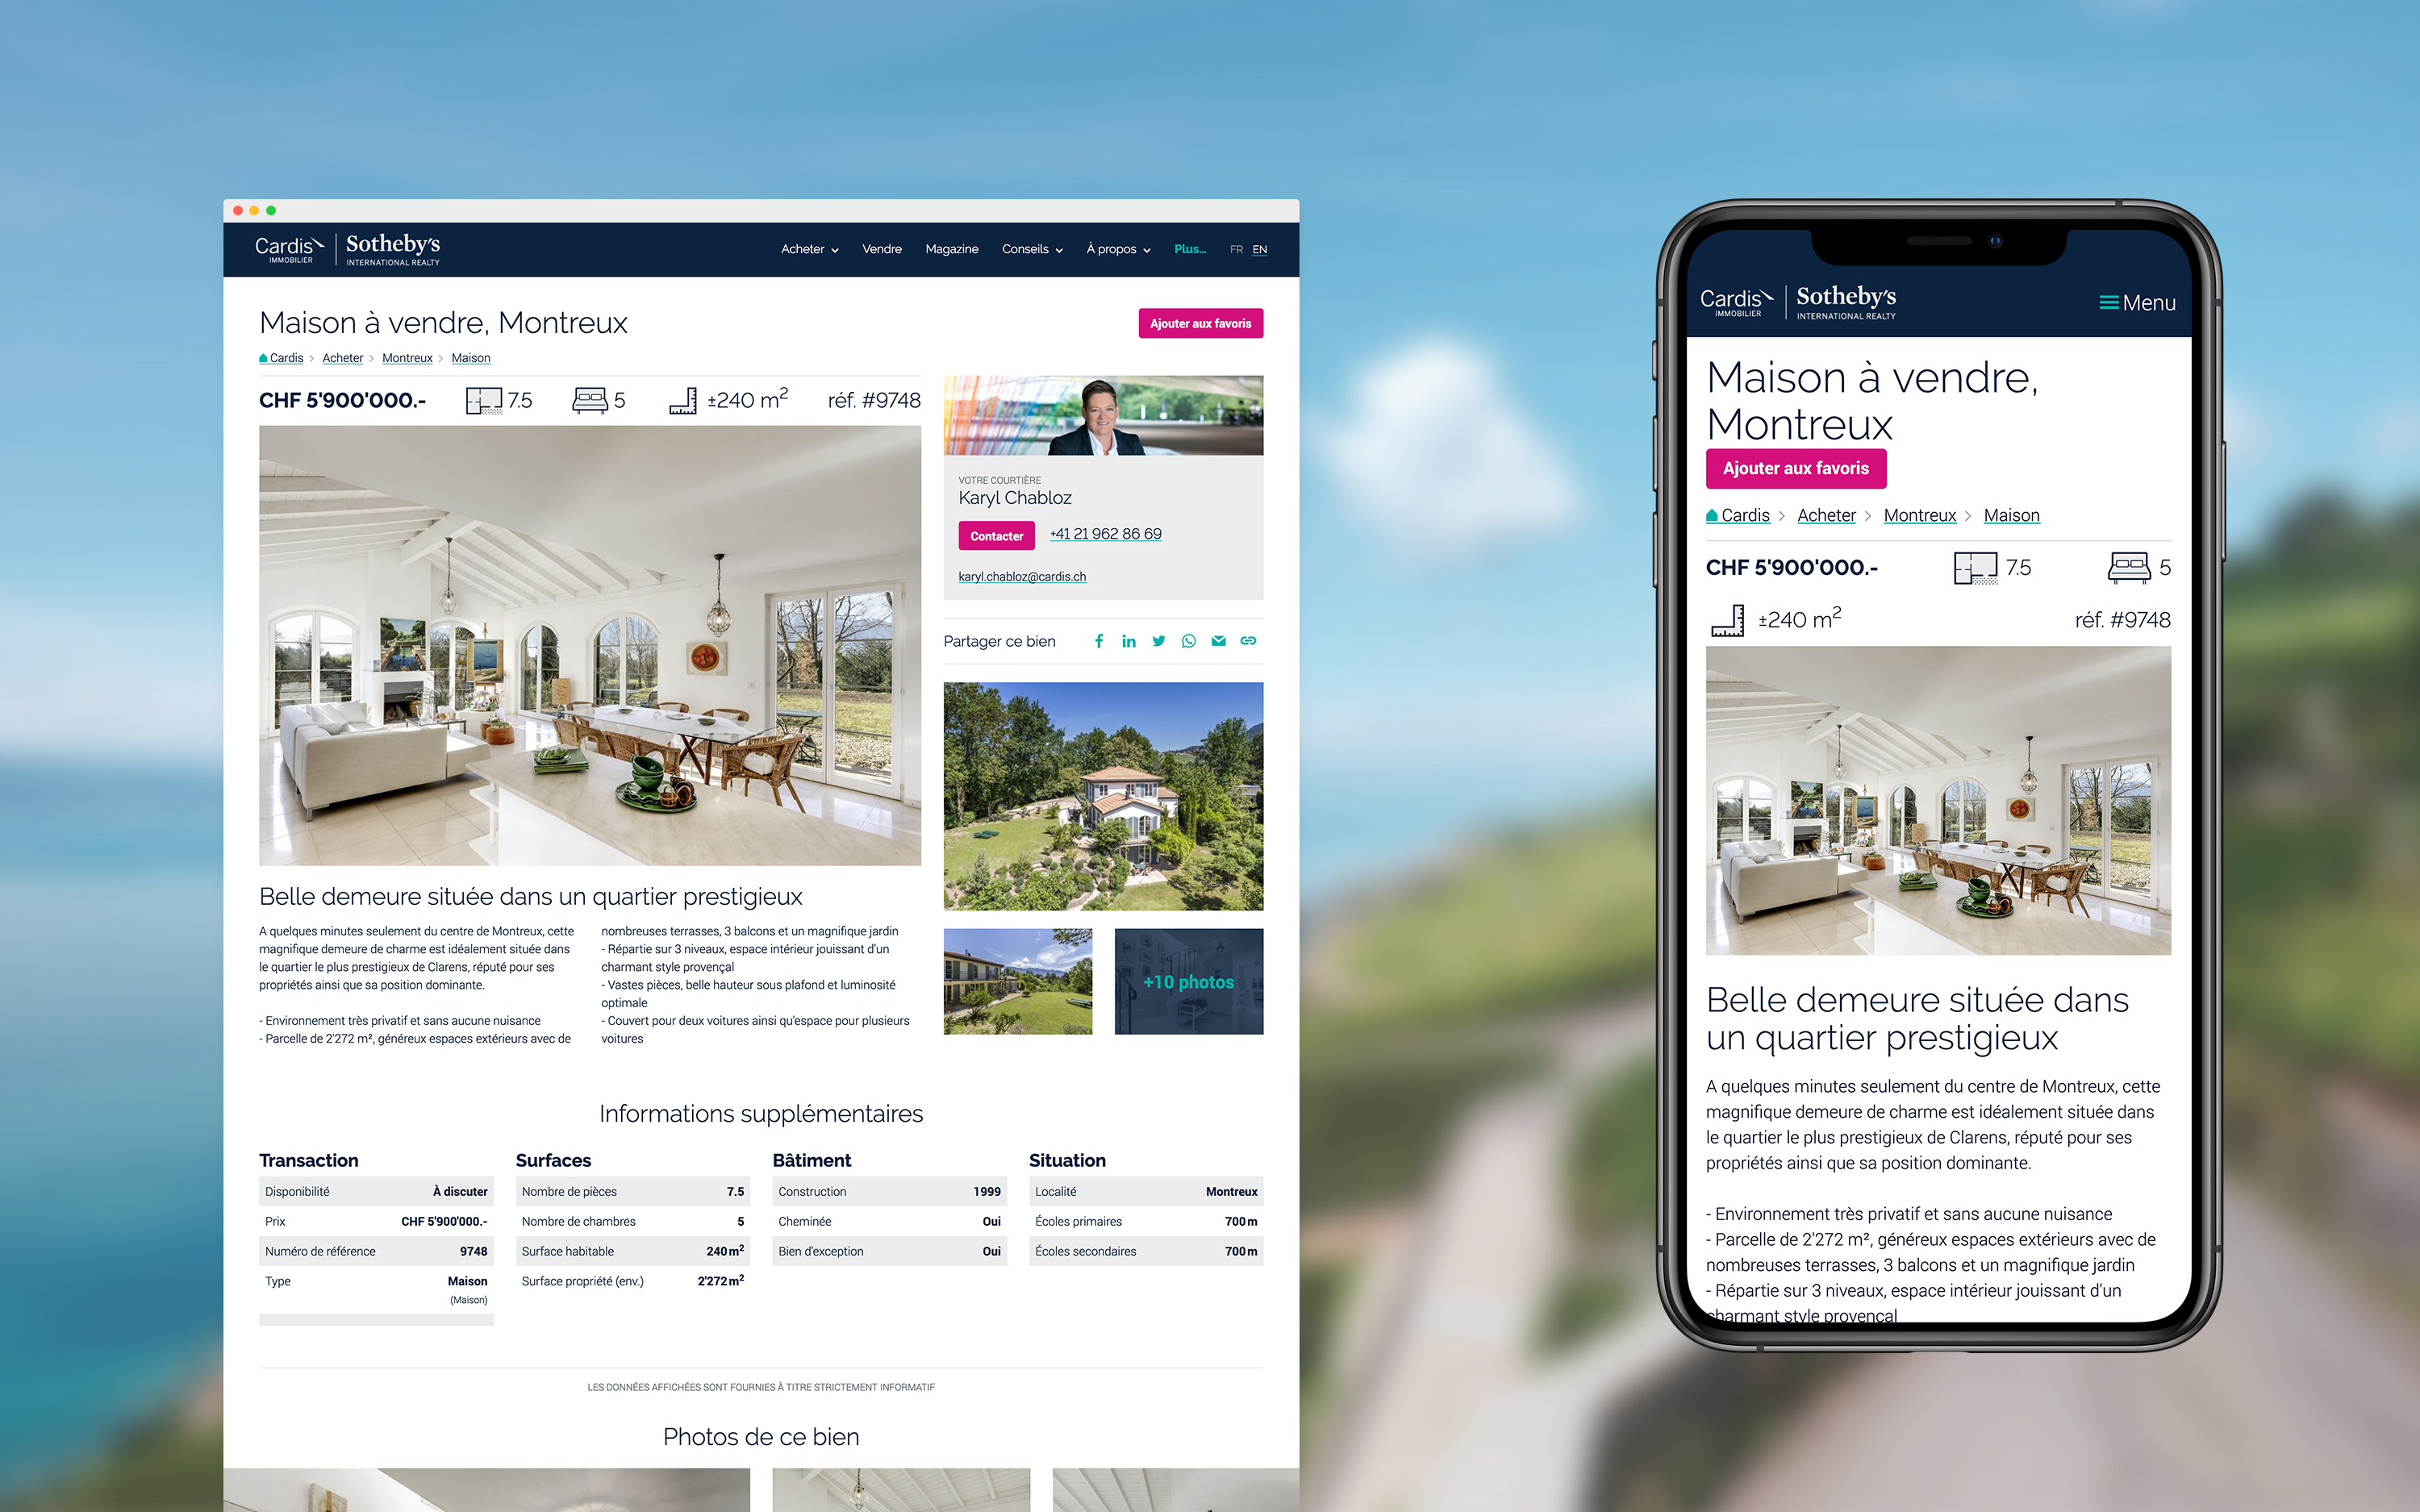 Cardis IMMOBILIER
Sotheby's INTERNATIONAL REALTY
Acheter
Vendre
Magazine
Conseils
À propos
Plus...
FR
EN
Maison à vendre, Montreux
Ajouter aux favoris
Cardis
Acheter
Montreux
Maison
CHF 5'900'000.-
7.5
5
±240 m²
réf. #9748
VOTRE COURTIÈRE
Karyl Chabloz
Contacter
+41 21 962 86 69
karyl.chabloz@cardis.ch
Partager ce bien
+10 photos
Belle demeure située dans un quartier prestigieux
A quelques minutes seulement du centre de Montreux, cette
magnifique demeure de charme est idéalement située dans
le quartier le plus prestigieux de Clarens, réputé pour ses
propriétés ainsi que sa position dominante.
- Environnement très privatif et sans aucune nuisance
- Parcelle de 2'272 m², généreux espaces extérieurs avec de
nombreuses terrasses, 3 balcons et un magnifique jardin
- Répartie sur 3 niveaux, espace intérieur jouissant d'un
charmant style provençal
- Vastes pièces, belle hauteur sous plafond et luminosité
optimale
- Couvert pour deux voitures ainsi qu'espace pour plusieurs
voitures
Informations supplémentaires
Transaction
Disponibilité À discuter
Prix CHF 5'900'000.-
Numéro de référence 9748
Type Maison
(Maison)
Surfaces
Nombre de pièces 7.5
Nombre de chambres 5
Surface habitable 240 m²
Surface propriété (env.) 2'272 m²
Bâtiment
Construction 1999
Cheminée Oui
Bien d'exception Oui
Situation
Localité Montreux
Écoles primaires 700 m
Écoles secondaires 700 m
LES DONNÉES AFFICHÉES SONT FOURNIES À TITRE STRICTEMENT INFORMATIF
Photos de ce bien
Cardis IMMOBILIER
Sotheby's INTERNATIONAL REALTY
Menu
Maison à vendre,
Montreux
Ajouter aux favoris
Cardis
Acheter
Montreux
Maison
CHF 5'900'000.-
7.5
5
±240 m²
réf. #9748
Belle demeure située dans
un quartier prestigieux
A quelques minutes seulement du centre de Montreux, cette
magnifique demeure de charme est idéalement située dans
le quartier le plus prestigieux de Clarens, réputé pour ses
propriétés ainsi que sa position dominante.
- Environnement très privatif et sans aucune nuisance
- Parcelle de 2'272 m², généreux espaces extérieurs avec de
nombreuses terrasses, 3 balcons et un magnifique jardin
- Répartie sur 3 niveaux, espace intérieur jouissant d'un
charmant style provençal